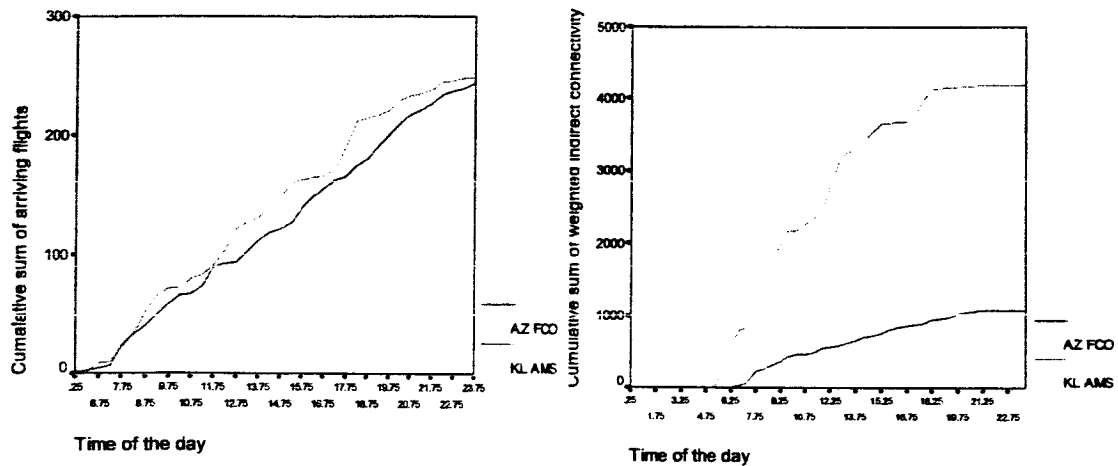 Cumalative sum of arriving flights
300
200
100
0
.25 7.75 9.75 11.75 13.75 15.75 17.75 19.75 21.75 23.75
6.75 8.75 10.75 12.75 14.75 16.75 18.75 20.75 22.75
Time of the day
AZ FCO
KL AMS
Cumulative sum of weighted indirect connectivity
5000
4000
3000
2000
1000
0
.25 3.25 6.25 9.25 12.25 15.25 18.25 21.25
1.75 4.75 7.75 10.75 13.75 16.75 19.75 22.75
Time of the day
AZ FCO
KL AMS